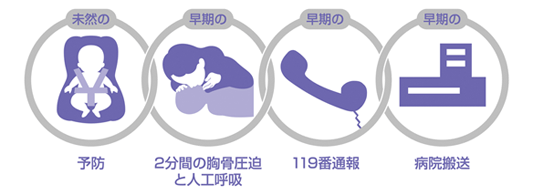 未然の
早期の
早期の
早期の
予防
2分間の胸骨圧迫
と人工呼吸
119番通報
病院搬送